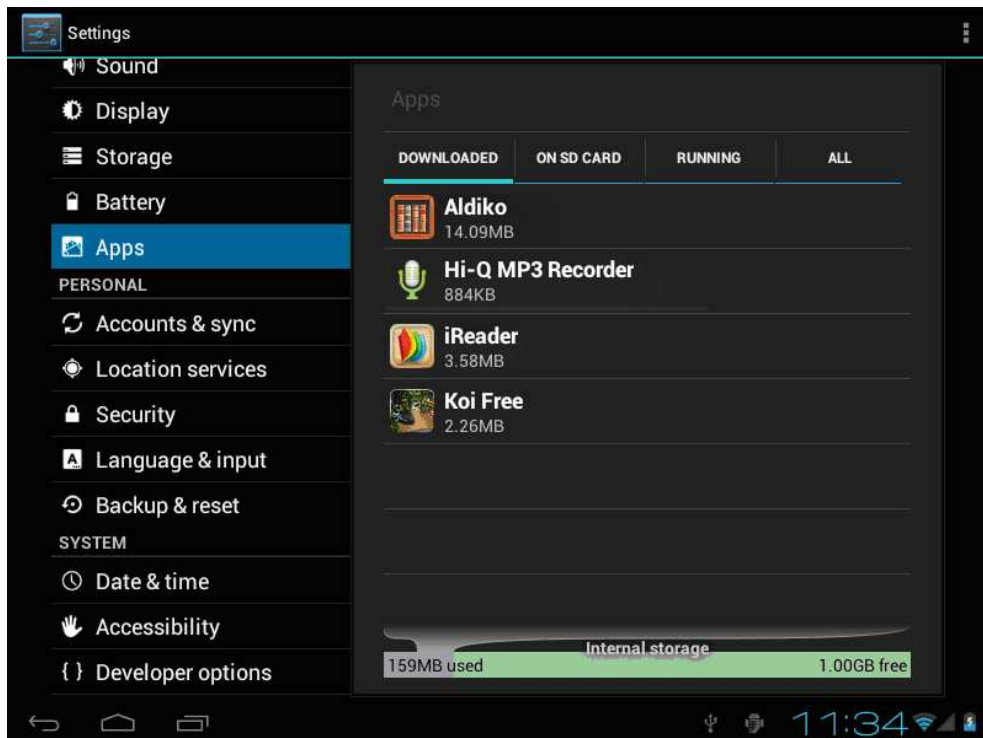 Settings
Sound
Display
Storage
Battery
Apps
PERSONAL
Accounts & sync
Location services
Security
Language & input
Backup & reset
SYSTEM
Date & time
Accessibility
{ } Developer options
Apps
DOWNLOADED ON SD CARD RUNNING ALL
Aldiko
14.09MB
Hi-Q MP3 Recorder
884KB
iReader
3.58MB
Koi Free
2.26MB
Internal storage
159MB used 1.00GB free
11:34